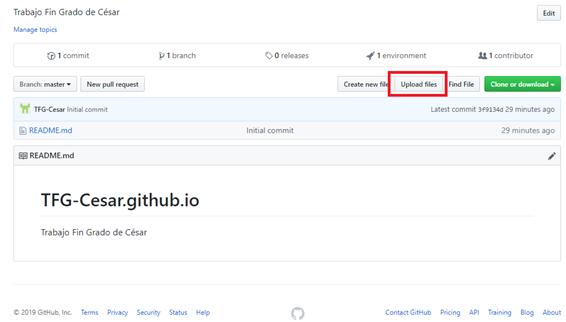 Trabajo Fin Grado de César
Edit
Manage topics
1 commit
1 branch
0 releases
1 environment
1 contributor
Branch: master
New pull request
Create new file
Upload files
Find File
Clone or download
TFG-Cesar Initial commit
Latest commit 3f9134d 29 minutes ago
README.md
Initial commit
29 minutes ago
README.md
TFG-Cesar.github.io
Trabajo Fin Grado de César
© 2019 GitHub, Inc. Terms Privacy Security Status Help
Contact GitHub Pricing API Training Blog About